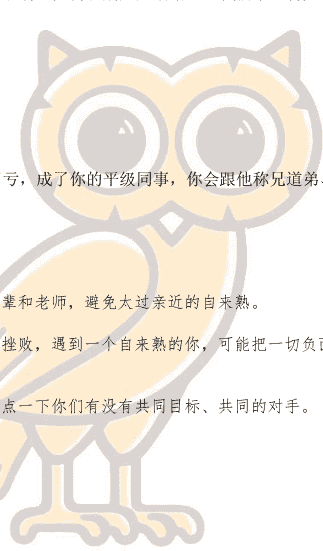 亏，成了你的平级同事，你会跟他称兄道弟、
辈和老师，避免太过亲近的自来熟。
挫败，遇到一个自来熟的你，可能把一切负面
点一下你们有没有共同目标、共同的对手。